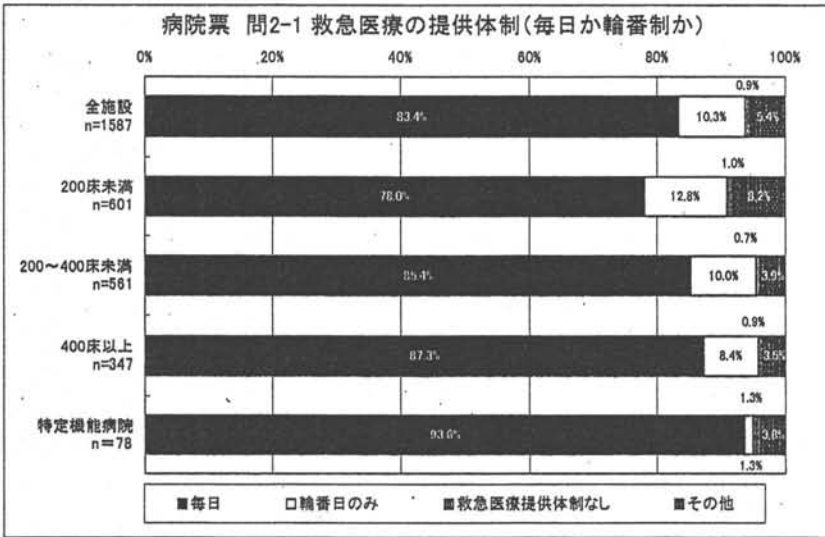 病院票 問2-1 救急医療の提供体制(毎日か輪番制か)
0% 20% 40% 60% 80% 100%
0.9%
全施設
n=1587
83.4% 10.3% 5.4%
1.0%
200床未満
n=601
78.0% 12.8% 8.2%
0.7%
200～400床未満
n=561
85.4% 10.0% 3.9%
0.9%
400床以上
n=347
87.3% 8.4% 3.5%
1.3%
特定機能病院
n=78
93.6% 3.8%
1.3%
■毎日 □輪番日のみ ■救急医療提供体制なし ■その他